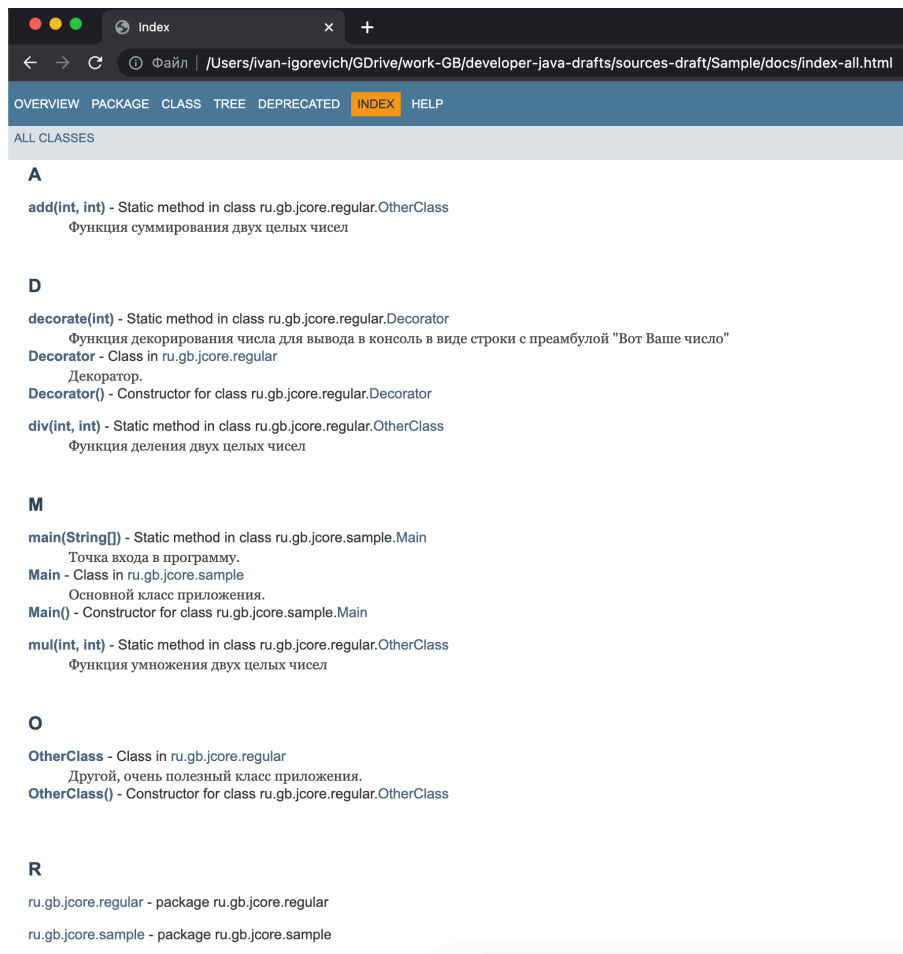 Index
Файл | /Users/ivan-igorevich/GDrive/work-GB/developer-java-drafts/sources-draft/Sample/docs/index-all.html
OVERVIEW PACKAGE CLASS TREE DEPRECATED INDEX HELP
ALL CLASSES
A
add(int, int) - Static method in class ru.gb.jcore.regular.OtherClass
Функция суммирования двух целых чисел
D
decorate(int) - Static method in class ru.gb.jcore.regular.Decorator
Функция декорирования числа для вывода в консоль в виде строки с преамбулой "Вот Ваше число"
Decorator - Class in ru.gb.jcore.regular
Декоратор.
Decorator() - Constructor for class ru.gb.jcore.regular.Decorator
div(int, int) - Static method in class ru.gb.jcore.regular.OtherClass
Функция деления двух целых чисел
M
main(String[]) - Static method in class ru.gb.jcore.sample.Main
Точка входа в программу.
Main - Class in ru.gb.jcore.sample
Основной класс приложения.
Main() - Constructor for class ru.gb.jcore.sample.Main
mul(int, int) - Static method in class ru.gb.jcore.regular.OtherClass
Функция умножения двух целых чисел
O
OtherClass - Class in ru.gb.jcore.regular
Другой, очень полезный класс приложения.
OtherClass() - Constructor for class ru.gb.jcore.regular.OtherClass
R
ru.gb.jcore.regular - package ru.gb.jcore.regular
ru.gb.jcore.sample - package ru.gb.jcore.sample